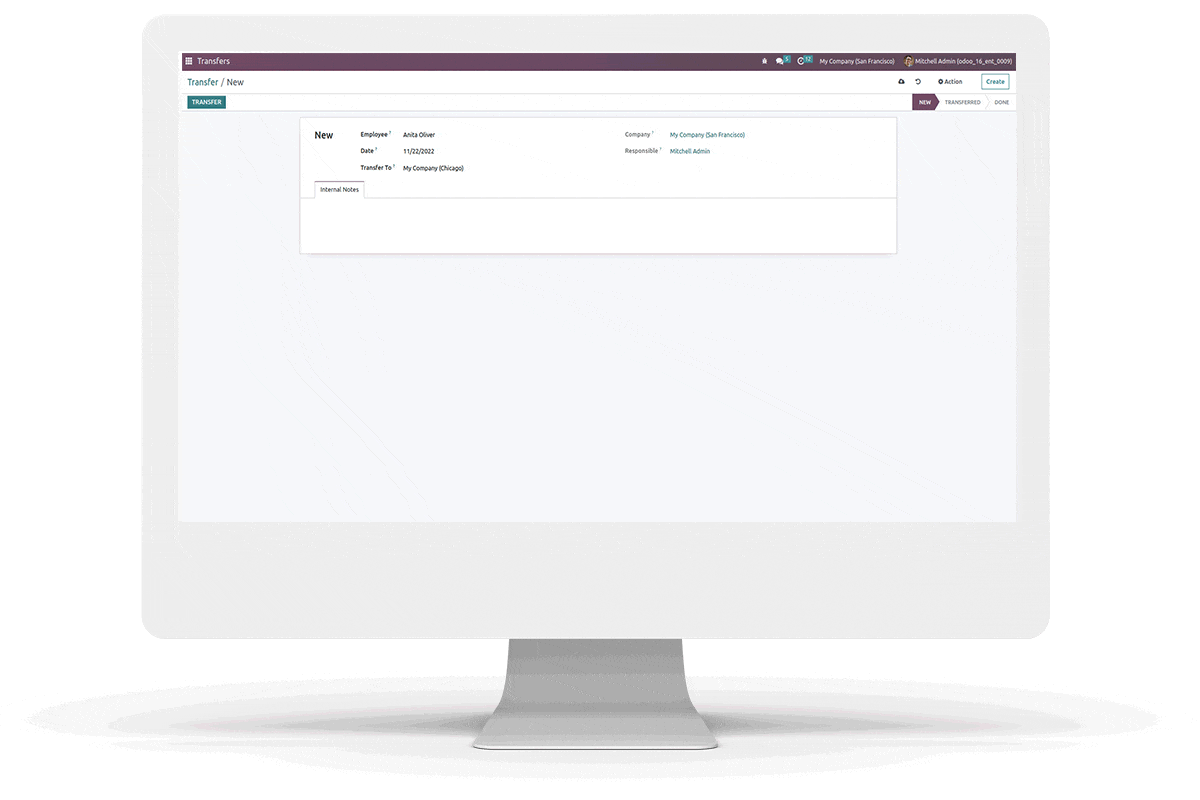 Transfers 5 12 My Company (San Francisco) Mitchell Admin (odoo_16_ent_0009)
Transfer / New Action Create
TRANSFER NEW TRANSFERRED DONE
New Employee ? Anita Oliver Company ? My Company (San Francisco)
Date ? 11/22/2022 Responsible ? Mitchell Admin
Transfer To ? My Company (Chicago)
Internal Notes